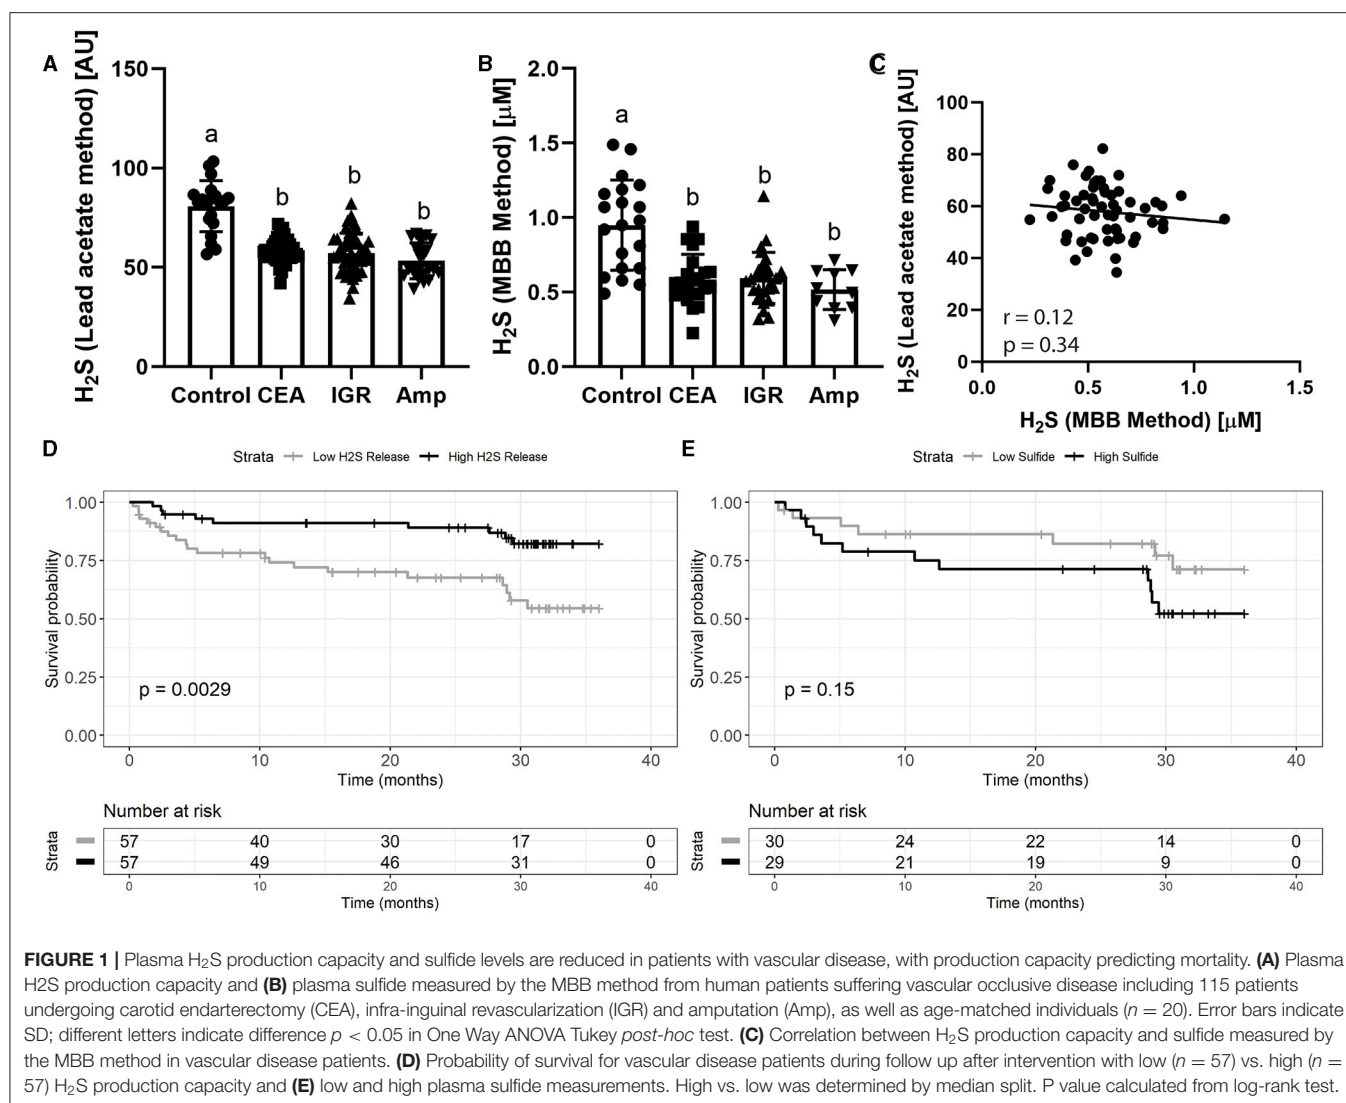 A
H2S (Lead acetate method) [AU]
150
100
50
0
a
b
b
b
Control CEA IGR Amp
B
H2S (MBB Method) [μM]
2.0
1.5
1.0
0.5
0.0
a
b
b
b
Control CEA IGR Amp
C
H2S (Lead acetate method) [AU]
100
80
60
40
20
0
r = 0.12
p = 0.34
0.0 0.5 1.0 1.5
H2S (MBB Method) [μM]
D
Strata Low H2S Release High H2S Release
Survival probability
1.00
0.75
0.50
0.25
0.00
p = 0.0029
0 10 20 30 40
Time (months)
Number at risk
Strata
57 40 30 17 0
57 49 46 31 0
0 10 20 30 40
Time (months)
E
Strata Low Sulfide High Sulfide
Survival probability
1.00
0.75
0.50
0.25
0.00
p = 0.15
0 10 20 30 40
Time (months)
Number at risk
Strata
30 24 22 14 0
29 21 19 9 0
0 10 20 30 40
Time (months)
FIGURE 1 | Plasma H2S production capacity and sulfide levels are reduced in patients with vascular disease, with production capacity predicting mortality. (A) Plasma
H2S production capacity and (B) plasma sulfide measured by the MBB method from human patients suffering vascular occlusive disease including 115 patients
undergoing carotid endarterectomy (CEA), infra-inguinal revascularization (IGR) and amputation (Amp), as well as age-matched individuals (n = 20). Error bars indicate
SD; different letters indicate difference p < 0.05 in One Way ANOVA Tukey post-hoc test. (C) Correlation between H2S production capacity and sulfide measured by
the MBB method in vascular disease patients. (D) Probability of survival for vascular disease patients during follow up after intervention with low (n = 57) vs. high (n =
57) H2S production capacity and (E) low and high plasma sulfide measurements. High vs. low was determined by median split. P value calculated from log-rank test.